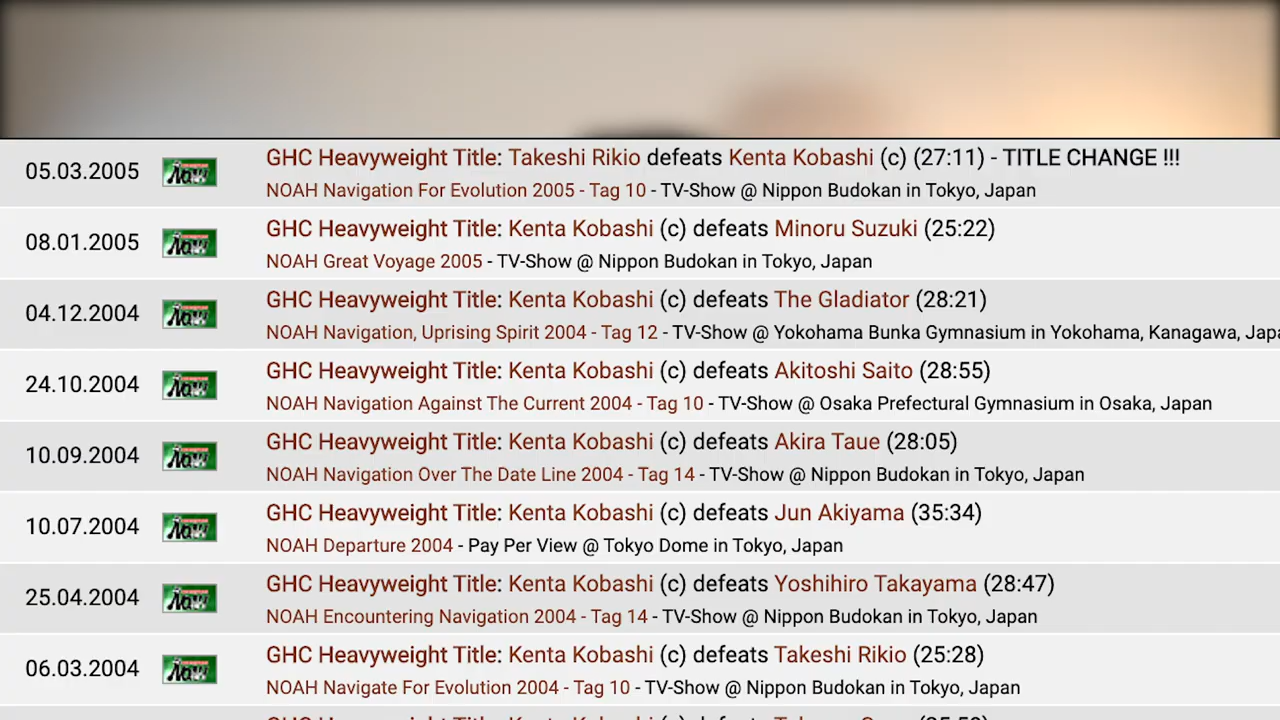 05.03.2005
GHC Heavyweight Title: Takeshi Rikio defeats Kenta Kobashi (c) (27:11) - TITLE CHANGE !!!
NOAH Navigation For Evolution 2005 - Tag 10 - TV-Show @ Nippon Budokan in Tokyo, Japan
08.01.2005
GHC Heavyweight Title: Kenta Kobashi (c) defeats Minoru Suzuki (25:22)
NOAH Great Voyage 2005 - TV-Show @ Nippon Budokan in Tokyo, Japan
04.12.2004
GHC Heavyweight Title: Kenta Kobashi (c) defeats The Gladiator (28:21)
NOAH Navigation, Uprising Spirit 2004 - Tag 12 - TV-Show @ Yokohama Bunka Gymnasium in Yokohama, Kanagawa, Japa
24.10.2004
GHC Heavyweight Title: Kenta Kobashi (c) defeats Akitoshi Saito (28:55)
NOAH Navigation Against The Current 2004 - Tag 10 - TV-Show @ Osaka Prefectural Gymnasium in Osaka, Japan
10.09.2004
GHC Heavyweight Title: Kenta Kobashi (c) defeats Akira Taue (28:05)
NOAH Navigation Over The Date Line 2004 - Tag 14 - TV-Show @ Nippon Budokan in Tokyo, Japan
10.07.2004
GHC Heavyweight Title: Kenta Kobashi (c) defeats Jun Akiyama (35:34)
NOAH Departure 2004 - Pay Per View @ Tokyo Dome in Tokyo, Japan
25.04.2004
GHC Heavyweight Title: Kenta Kobashi (c) defeats Yoshihiro Takayama (28:47)
NOAH Encountering Navigation 2004 - Tag 14 - TV-Show @ Nippon Budokan in Tokyo, Japan
06.03.2004
GHC Heavyweight Title: Kenta Kobashi (c) defeats Takeshi Rikio (25:28)
NOAH Navigate For Evolution 2004 - Tag 10 - TV-Show @ Nippon Budokan in Tokyo, Japan
GHC Heavyweight Title: Kenta Kobashi (c) defeats